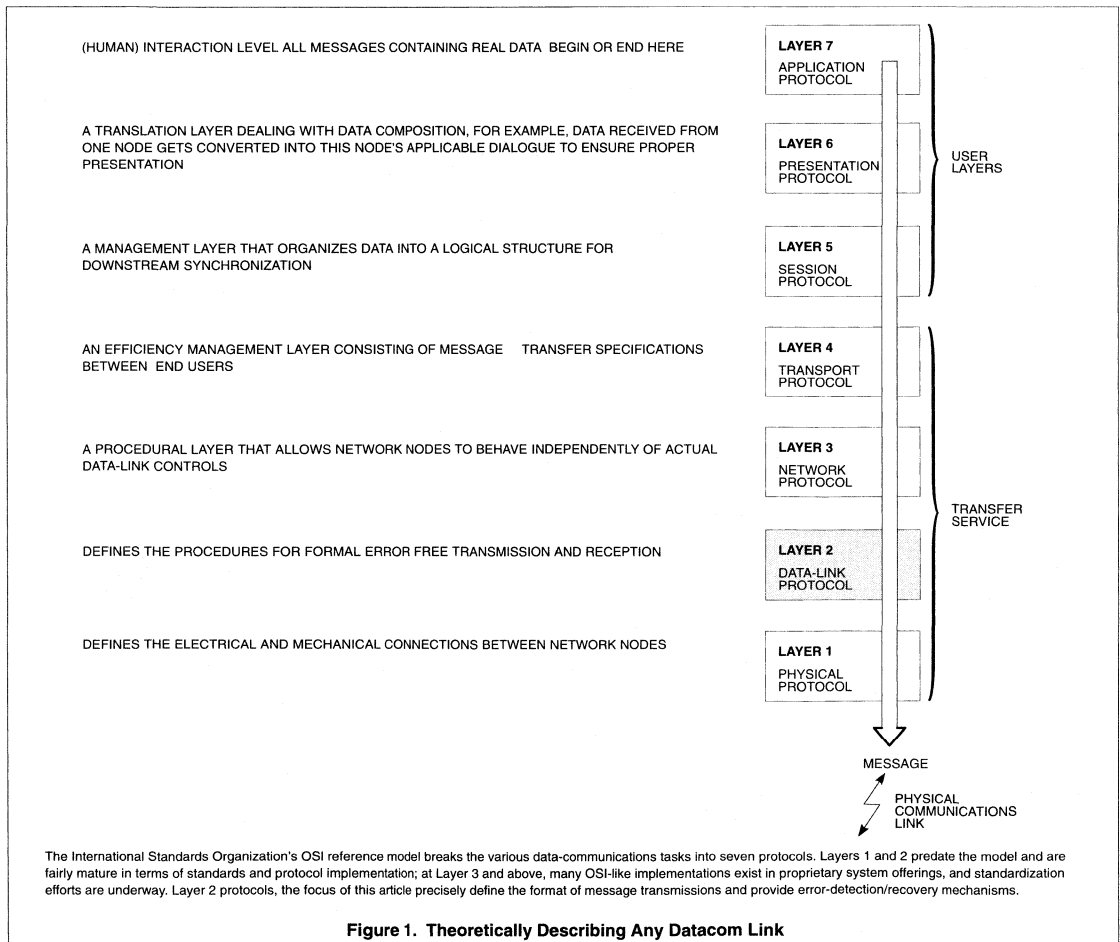 (HUMAN) INTERACTION LEVEL ALL MESSAGES CONTAINING REAL DATA BEGIN OR END HERE
LAYER 7
APPLICATION
PROTOCOL
A TRANSLATION LAYER DEALING WITH DATA COMPOSITION, FOR EXAMPLE, DATA RECEIVED FROM
ONE NODE GETS CONVERTED INTO THIS NODE'S APPLICABLE DIALOGUE TO ENSURE PROPER
PRESENTATION
LAYER 6
PRESENTATION
PROTOCOL
USER
LAYERS
A MANAGEMENT LAYER THAT ORGANIZES DATA INTO A LOGICAL STRUCTURE FOR
DOWNSTREAM SYNCHRONIZATION
LAYER 5
SESSION
PROTOCOL
AN EFFICIENCY MANAGEMENT LAYER CONSISTING OF MESSAGE TRANSFER SPECIFICATIONS
BETWEEN END USERS
LAYER 4
TRANSPORT
PROTOCOL
A PROCEDURAL LAYER THAT ALLOWS NETWORK NODES TO BEHAVE INDEPENDENTLY OF ACTUAL
DATA-LINK CONTROLS
LAYER 3
NETWORK
PROTOCOL
TRANSFER
SERVICE
DEFINES THE PROCEDURES FOR FORMAL ERROR FREE TRANSMISSION AND RECEPTION
LAYER 2
DATA-LINK
PROTOCOL
DEFINES THE ELECTRICAL AND MECHANICAL CONNECTIONS BETWEEN NETWORK NODES
LAYER 1
PHYSICAL
PROTOCOL
MESSAGE
PHYSICAL
COMMUNICATIONS
LINK
The International Standards Organization's OSI reference model breaks the various data-communications tasks into seven protocols. Layers 1 and 2 predate the model and are
fairly mature in terms of standards and protocol implementation; at Layer 3 and above, many OSI-like implementations exist in proprietary system offerings, and standardization
efforts are underway. Layer 2 protocols, the focus of this article precisely define the format of message transmissions and provide error-detection/recovery mechanisms.
Figure 1. Theoretically Describing Any Datacom Link